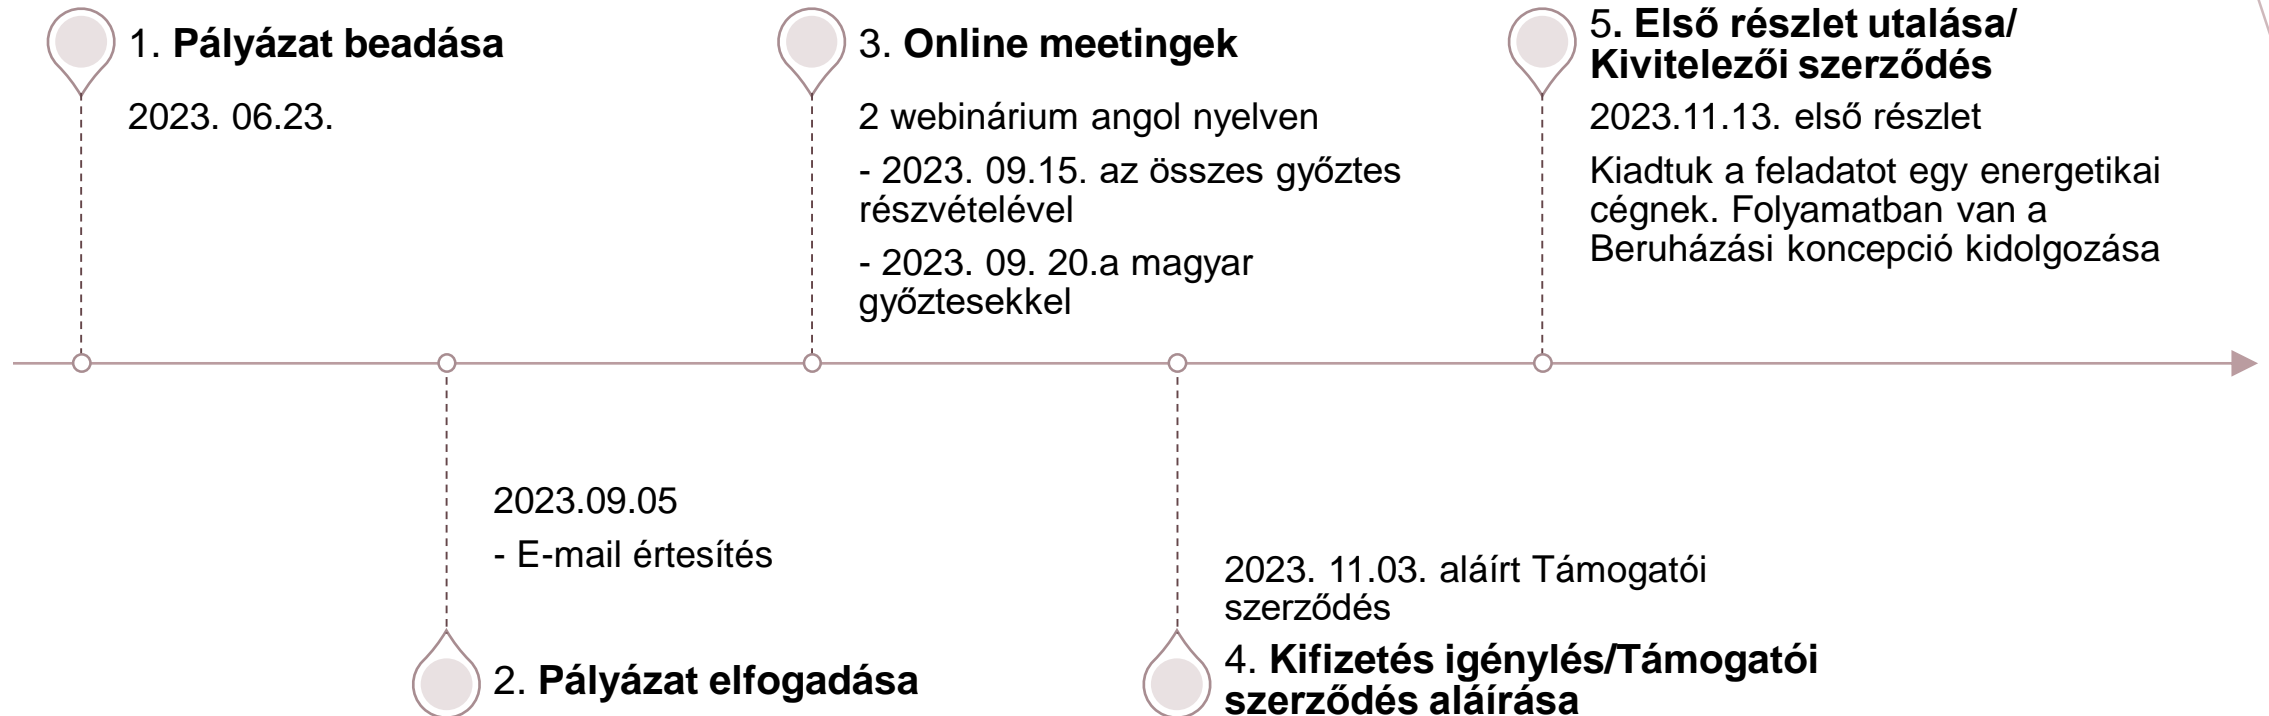 1. Pályázat beadása
2023. 06.23.
2023.09.05
- E-mail értesítés
2. Pályázat elfogadása
3. Online meetingek
2 webinárium angol nyelven
- 2023. 09.15. az összes győztes
részvételével
- 2023. 09. 20.a magyar
győztesekkel
2023. 11.03. aláírt Támogatói
szerződés
4. Kifizetés igénylés/Támogatói
szerződés aláírása
5. Első részlet utalása/
Kivitelezői szerződés
2023.11.13. első részlet
Kiadtuk a feladatot egy energetikai
cégnek. Folyamatban van a
Beruházási koncepció kidolgozása